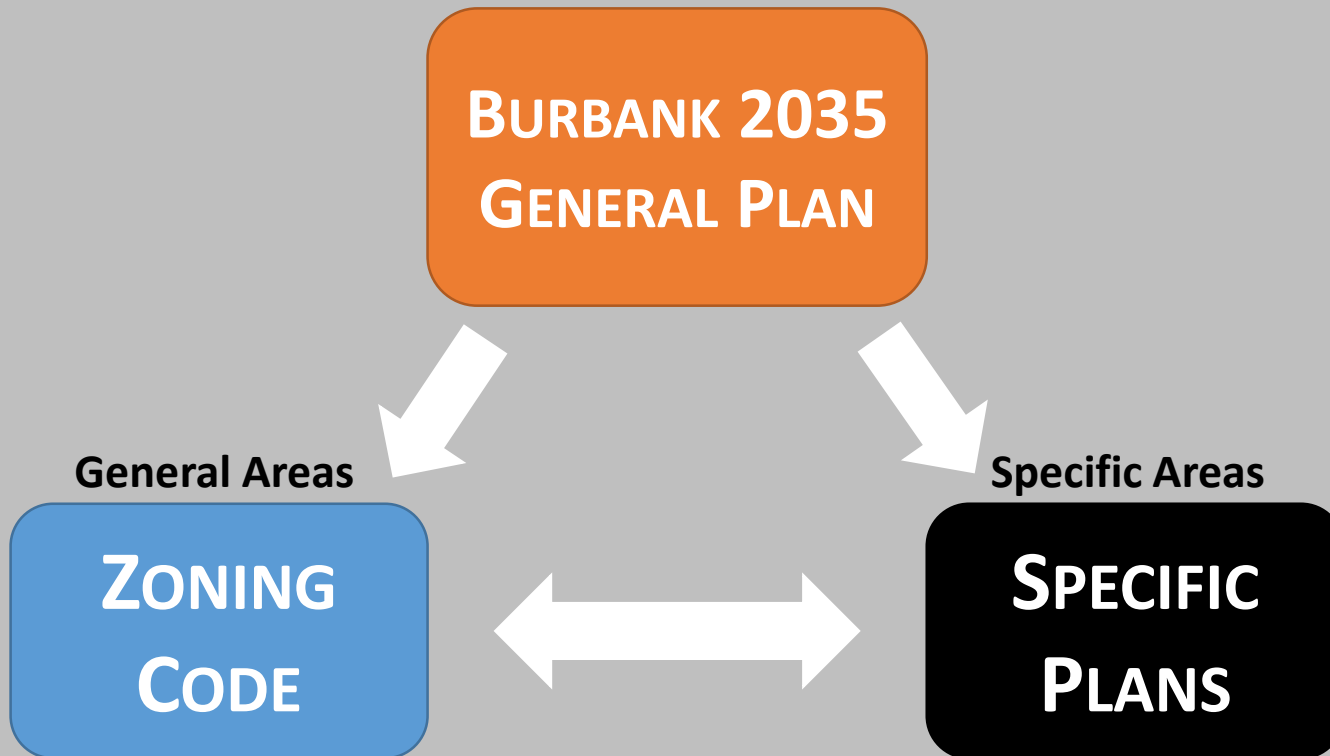 BURBANK 2035
GENERAL PLAN
General Areas
Specific Areas
ZONING
CODE
SPECIFIC
PLANS